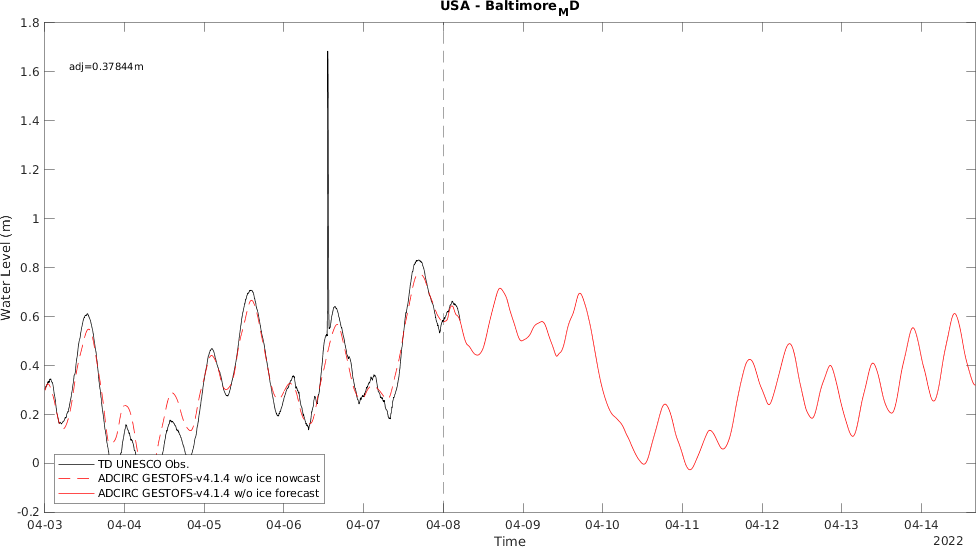 USA - Baltimore_MD
1.8
adj=0.37844m
1.6
1.4
1.2
1
0.8
0.6
0.4
0.2
0
-0.2
Water Level (m)
TD UNESCO Obs.
ADCIRC GESTOFS-v4.1.4 w/o ice nowcast
ADCIRC GESTOFS-v4.1.4 w/o ice forecast
04-03 04-04 04-05 04-06 04-07 04-08 04-09 04-10 04-11 04-12 04-13 04-14
Time
2022